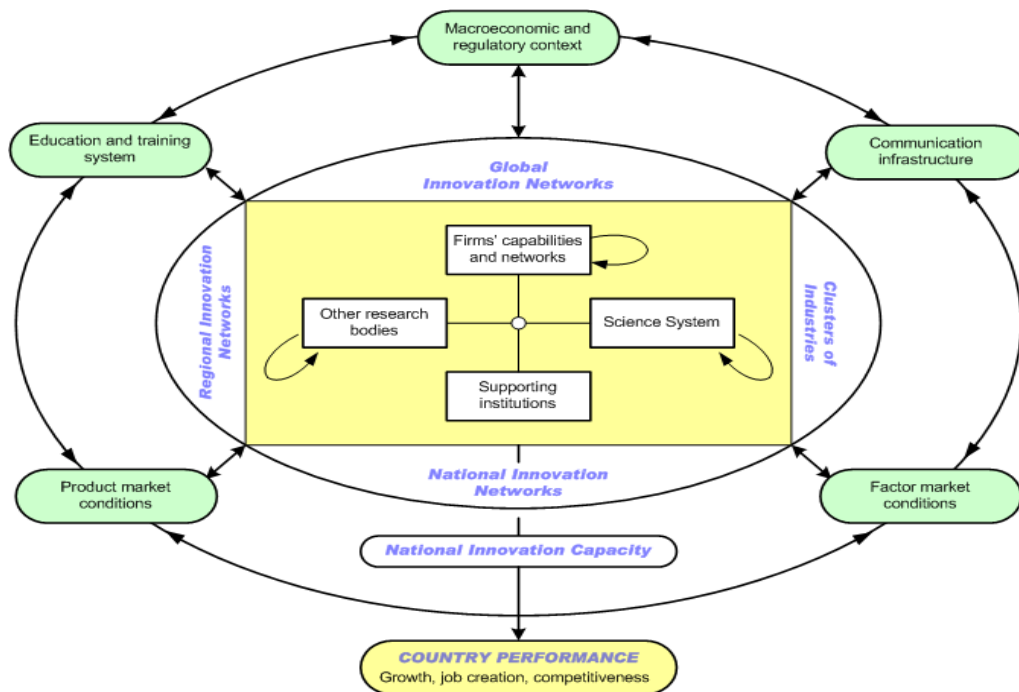 Macroeconomic and
regulatory context
Education and training
system
Communication
infrastructure
Global
Innovation Networks
Regional Innovation
Networks
Clusters of
Industries
Firms' capabilities
and networks
Other research
bodies
Science System
Supporting
institutions
National Innovation
Networks
Product market
conditions
Factor market
conditions
National Innovation Capacity
COUNTRY PERFORMANCE
Growth, job creation, competitiveness